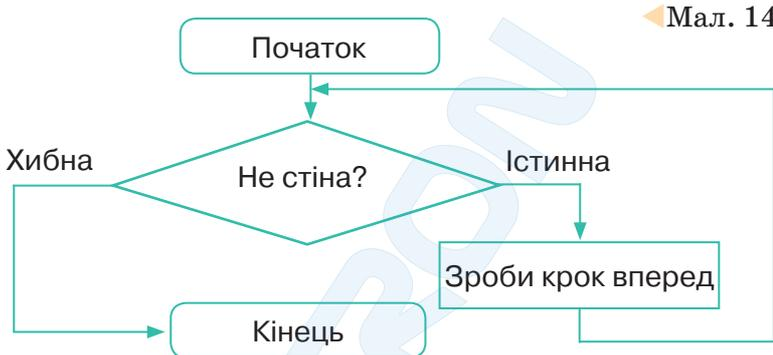 ◀Мал. 14
Початок
Хибна
Не стіна?
Істинна
Зроби крок вперед
Кінець